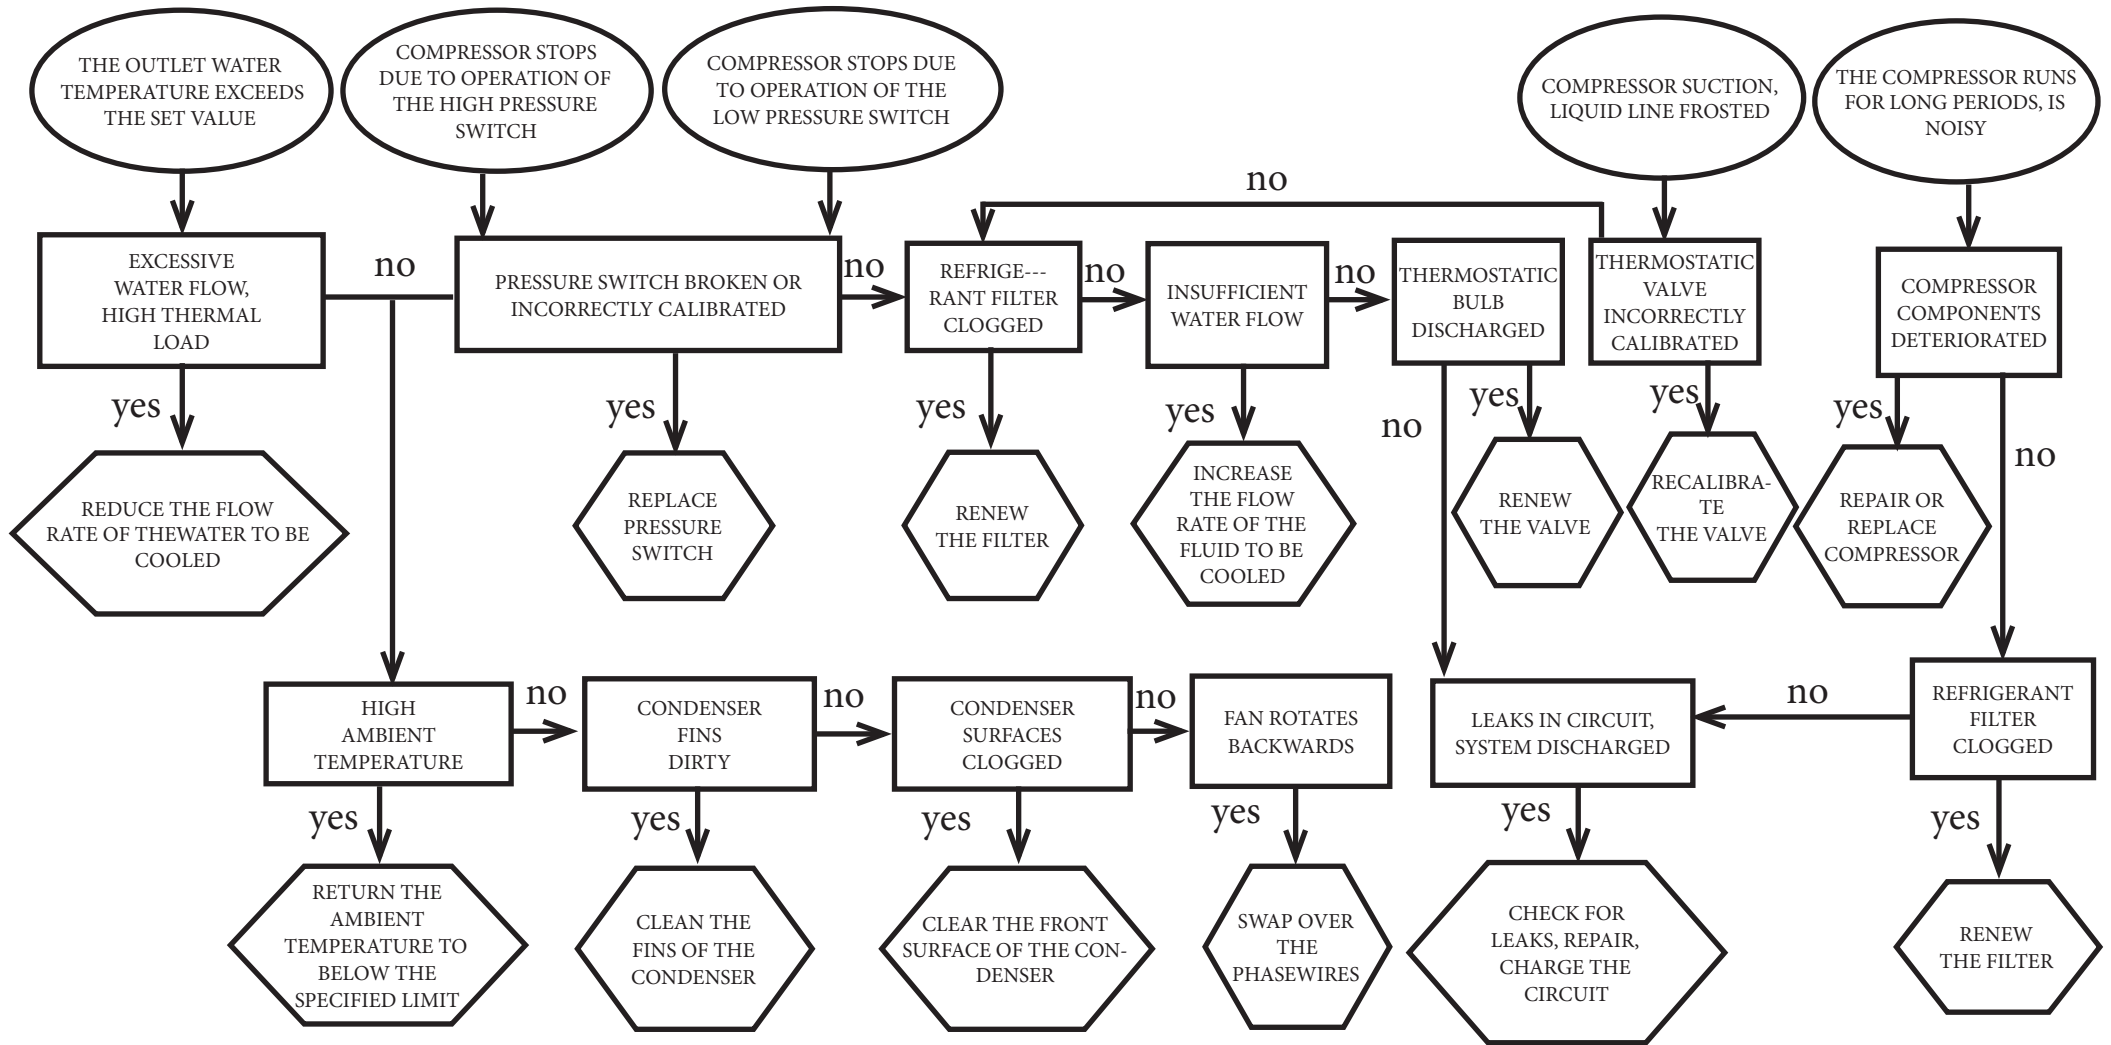 THE OUTLET WATER
TEMPERATURE EXCEEDS
THE SET VALUE
COMPRESSOR STOPS
DUE TO OPERATION OF
THE HIGH PRESSURE
SWITCH
COMPRESSOR STOPS DUE
TO OPERATION OF THE
LOW PRESSURE SWITCH
COMPRESSOR SUCTION,
LIQUID LINE FROSTED
THE COMPRESSOR RUNS
FOR LONG PERIODS, IS
NOISY
no
EXCESSIVE
WATER FLOW,
HIGH THERMAL
LOAD
no
PRESSURE SWITCH BROKEN OR
INCORRECTLY CALIBRATED
no
REFRIGE---
RANT FILTER
CLOGGED
no
INSUFFICIENT
WATER FLOW
no
THERMOSTATIC
BULB
DISCHARGED
THERMOSTATIC
VALVE
INCORRECTLY
CALIBRATED
COMPRESSOR
COMPONENTS
DETERIORATED
yes
yes
yes
yes
no
yes
yes
yes
no
REDUCE THE FLOW
RATE OF THEWATER TO BE
COOLED
REPLACE
PRESSURE
SWITCH
RENEW
THE FILTER
INCREASE
THE FLOW
RATE OF THE
FLUID TO BE
COOLED
RENEW
THE VALVE
RECALIBRA-
TE
THE VALVE
REPAIR OR
REPLACE
COMPRESSOR
HIGH
AMBIENT
TEMPERATURE
no
CONDENSER
FINS
DIRTY
no
CONDENSER
SURFACES
CLOGGED
no
FAN ROTATES
BACKWARDS
LEAKS IN CIRCUIT,
SYSTEM DISCHARGED
no
REFRIGERANT
FILTER
CLOGGED
yes
yes
yes
yes
yes
yes
RETURN THE
AMBIENT
TEMPERATURE TO
BELOW THE
SPECIFIED LIMIT
CLEAN THE
FINS OF THE
CONDENSER
CLEAR THE FRONT
SURFACE OF THE CON-
DENSER
SWAP OVER
THE
PHASEWIRES
CHECK FOR
LEAKS, REPAIR,
CHARGE THE
CIRCUIT
RENEW
THE FILTER